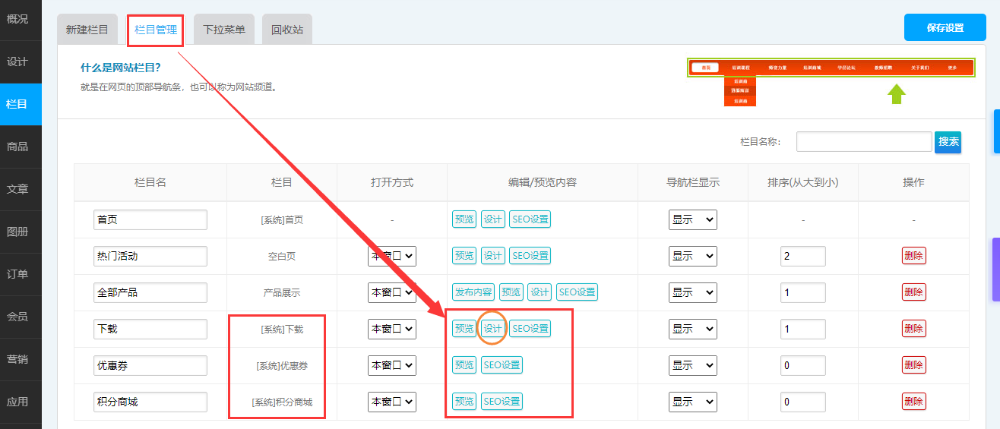 概况
设计
栏目
商品
文章
图册
订单
会员
营销
应用
新建栏目 栏目管理 下拉菜单 回收站 保存设置
什么是网站栏目？
就是在网页的顶部导航条，也可以称为网站频道。
首页 培训课程 师资力量 培训商城 学员论坛 教师招聘 关于我们 更多
栏目名称： 搜索
栏目名 栏目 打开方式 编辑/预览内容 导航栏显示 排序(从大到小) 操作
首页 [系统]首页 - 预览 设计 SEO设置 显示 - -
热门活动 空白页 本窗口 预览 设计 SEO设置 显示 2 删除
全部产品 产品展示 本窗口 发布内容 预览 设计 SEO设置 显示 1 删除
下载 [系统]下载 本窗口 预览 设计 SEO设置 显示 1 删除
优惠券 [系统]优惠券 本窗口 预览 SEO设置 显示 0 删除
积分商城 [系统]积分商城 本窗口 预览 SEO设置 显示 0 删除